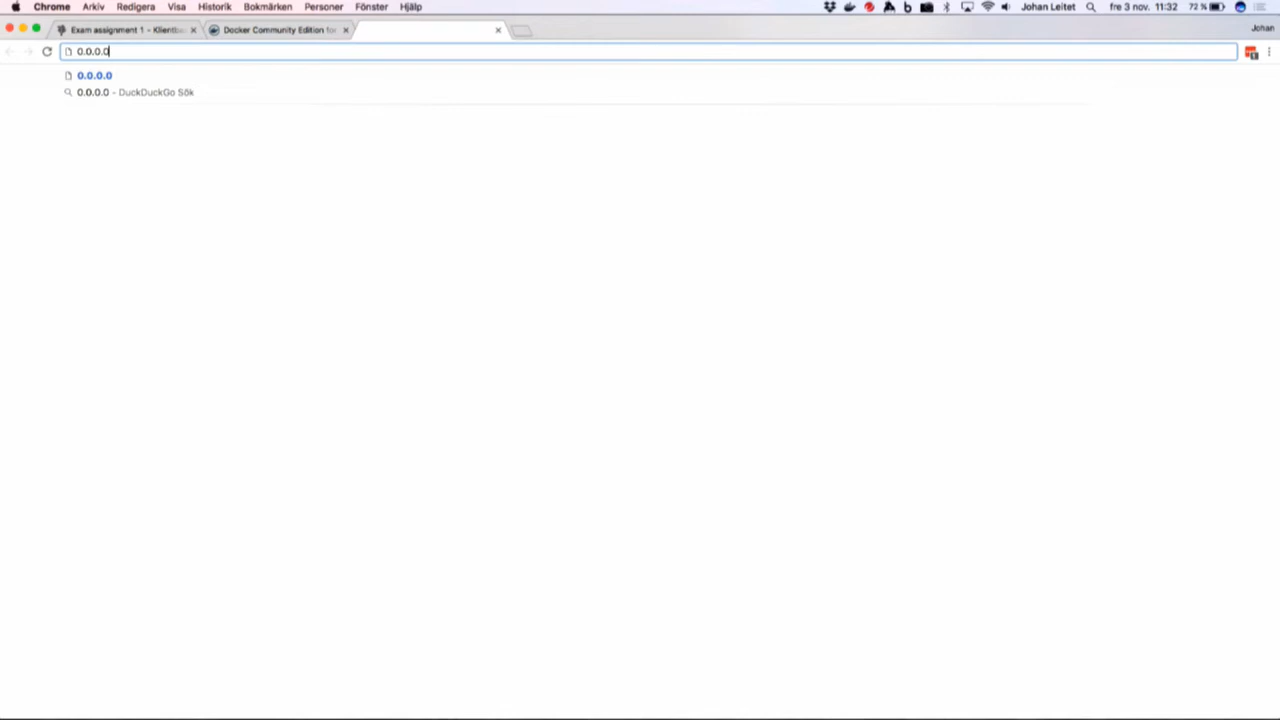 Chrome Arkiv Redigera Visa Historik Bokmärken Personer Fönster Hjälp Johan Leitet fre 3 nov. 11:32 72 %
Exam assignment 1 - Klientba Docker Community Edition for Johan
0.0.0.0
0.0.0.0
0.0.0.0 - DuckDuckGo Sök